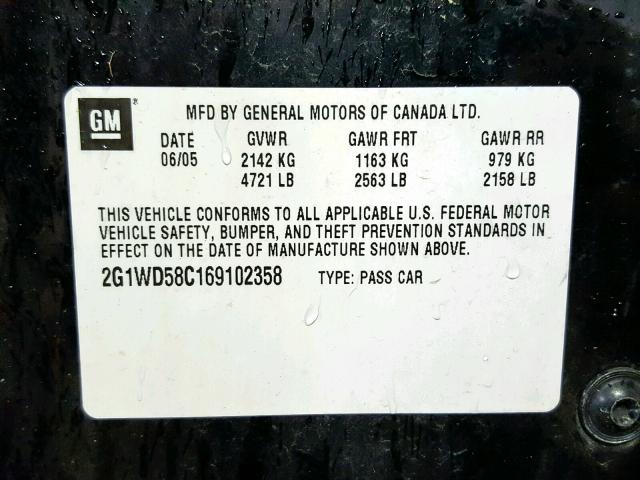 GM ®
MFD BY GENERAL MOTORS OF CANADA LTD.
DATE GVWR GAWR FRT GAWR RR
06/05 2142 KG 1163 KG 979 KG
4721 LB 2563 LB 2158 LB
THIS VEHICLE CONFORMS TO ALL APPLICABLE U.S. FEDERAL MOTOR
VEHICLE SAFETY, BUMPER, AND THEFT PREVENTION STANDARDS IN
EFFECT ON THE DATE OF MANUFACTURE SHOWN ABOVE.
2G1WD58C169102358 TYPE: PASS CAR